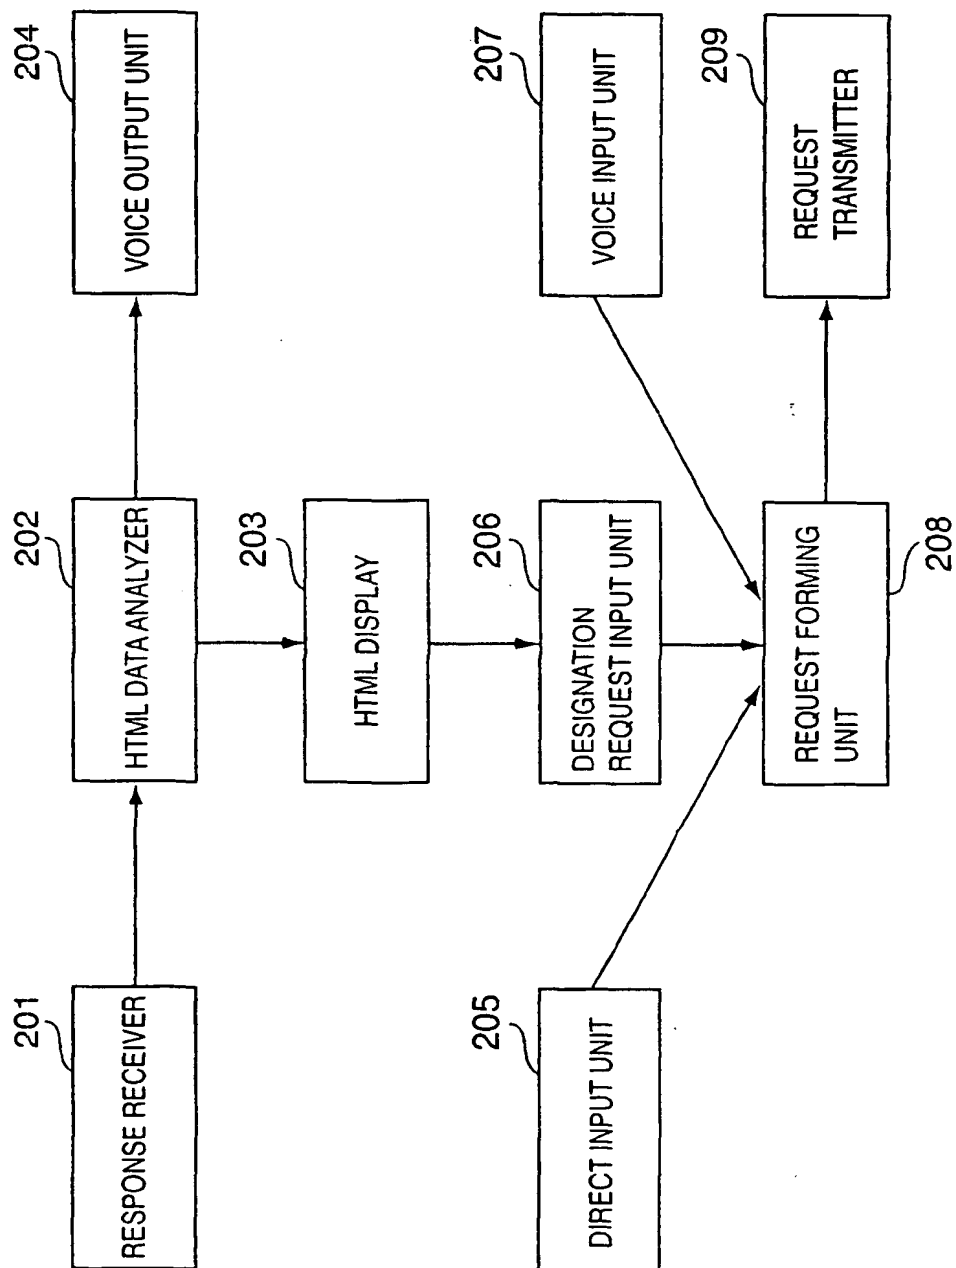 201
RESPONSE RECEIVER
202
HTML DATA ANALYZER
204
VOICE OUTPUT UNIT
203
HTML DISPLAY
205
DIRECT INPUT UNIT
206
DESIGNATION
REQUEST INPUT UNIT
207
VOICE INPUT UNIT
REQUEST FORMING
UNIT
208
209
REQUEST
TRANSMITTER